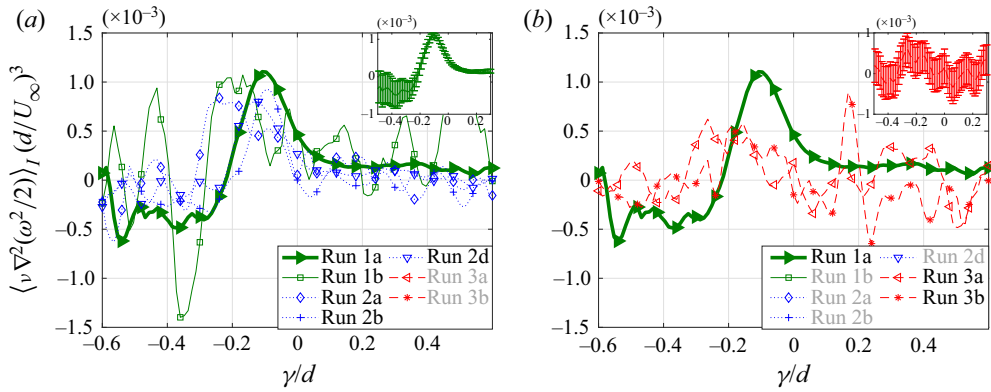 (a)
(×10⁻³)
1.5
1.0
0.5
0
−0.5
−1.0
−1.5
⟨ν∇²(ω²/2)⟩_I (d/U_∞)³
−0.6
−0.4
−0.2
0
0.2
0.4
γ/d
(×10⁻³)
1
0
−1
−0.4 −0.2 0 0.2
Run 1a Run 2d
Run 1b Run 3a
Run 2a Run 3b
Run 2b
(b)
(×10⁻³)
1.5
1.0
0.5
0
−0.5
−1.0
−1.5
−0.6
−0.4
−0.2
0
0.2
0.4
γ/d
(×10⁻³)
1
0
−1
−0.4 −0.2 0 0.2
Run 1a Run 2d
Run 1b Run 3a
Run 2a Run 3b
Run 2b